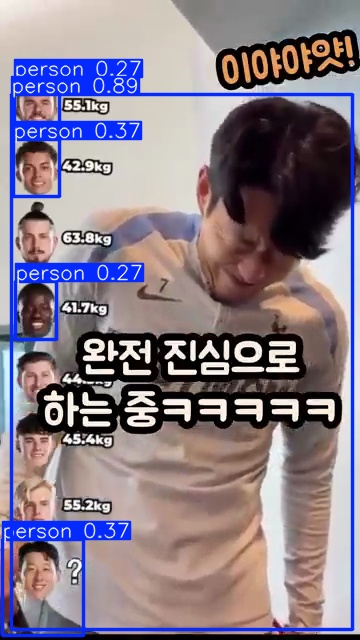 이야야얏!
person 0.27
person 0.89
55.1kg
person 0.37
42.9kg
63.8kg
person 0.27
41.7kg
7
완전 진심으로
하는 중ㅋㅋㅋㅋㅋ
45.4kg
55.2kg
person 0.37
?